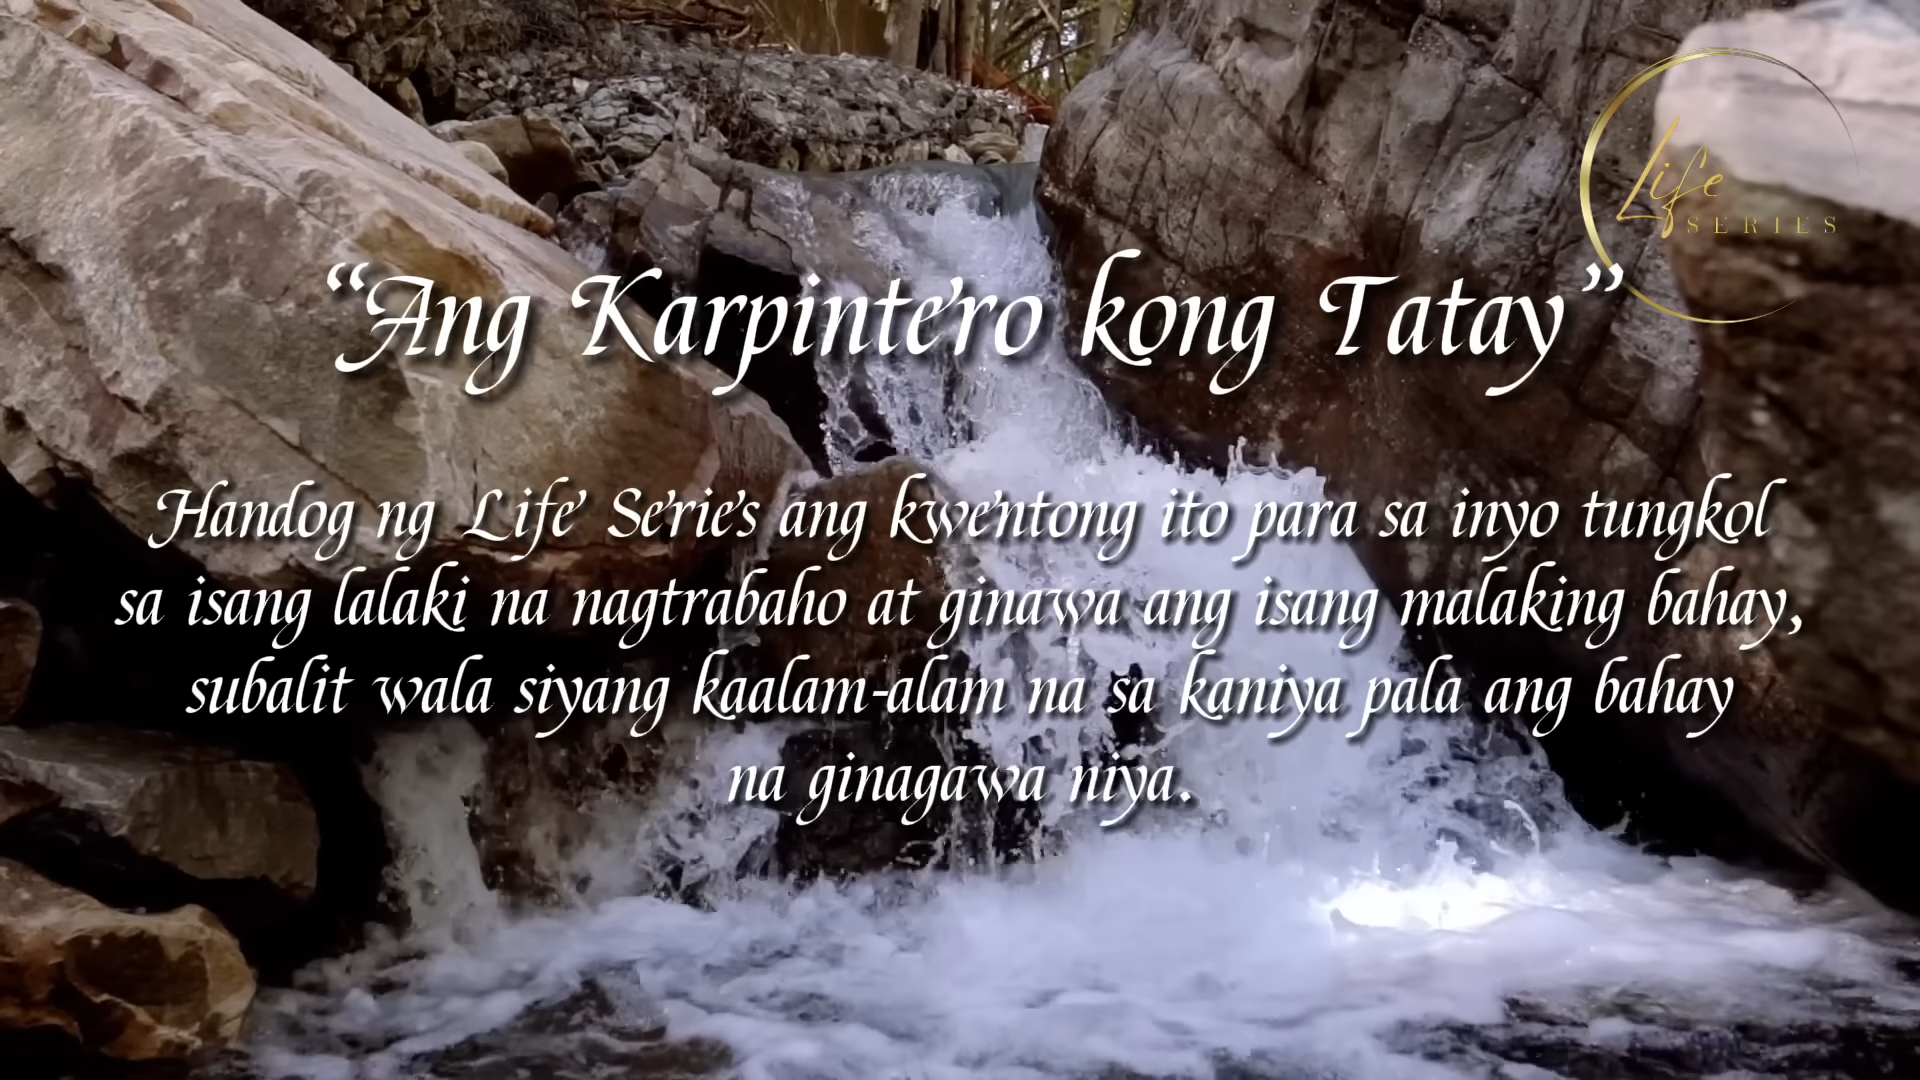 Life
SERIES
“Ang Karpintero kong Tatay”
Handog ng Life Series ang kwentong ito para sa inyo tungkol
sa isang lalaki na nagtrabaho at ginawa ang isang malaking bahay,
subalit wala siyang kaalam-alam na sa kaniya pala ang bahay
na ginagawa niya.